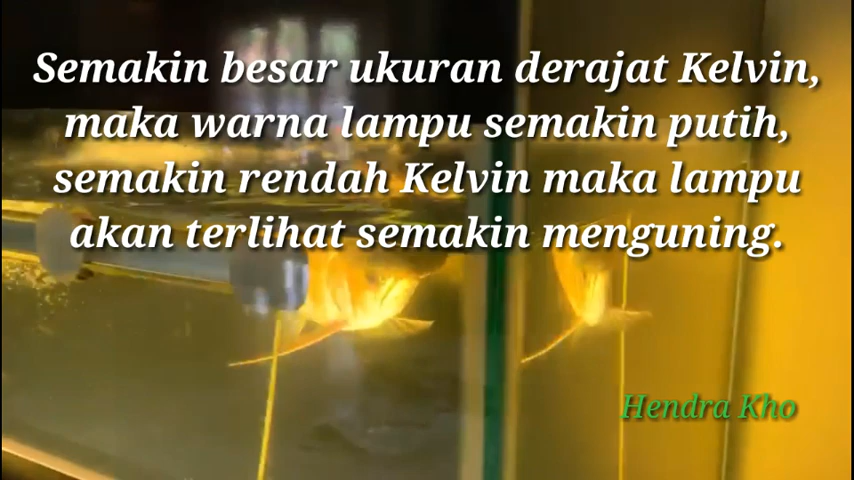 Semakin besar ukuran derajat Kelvin,
maka warna lampu semakin putih,
semakin rendah Kelvin maka lampu
akan terlihat semakin menguning.
Hendra Kho